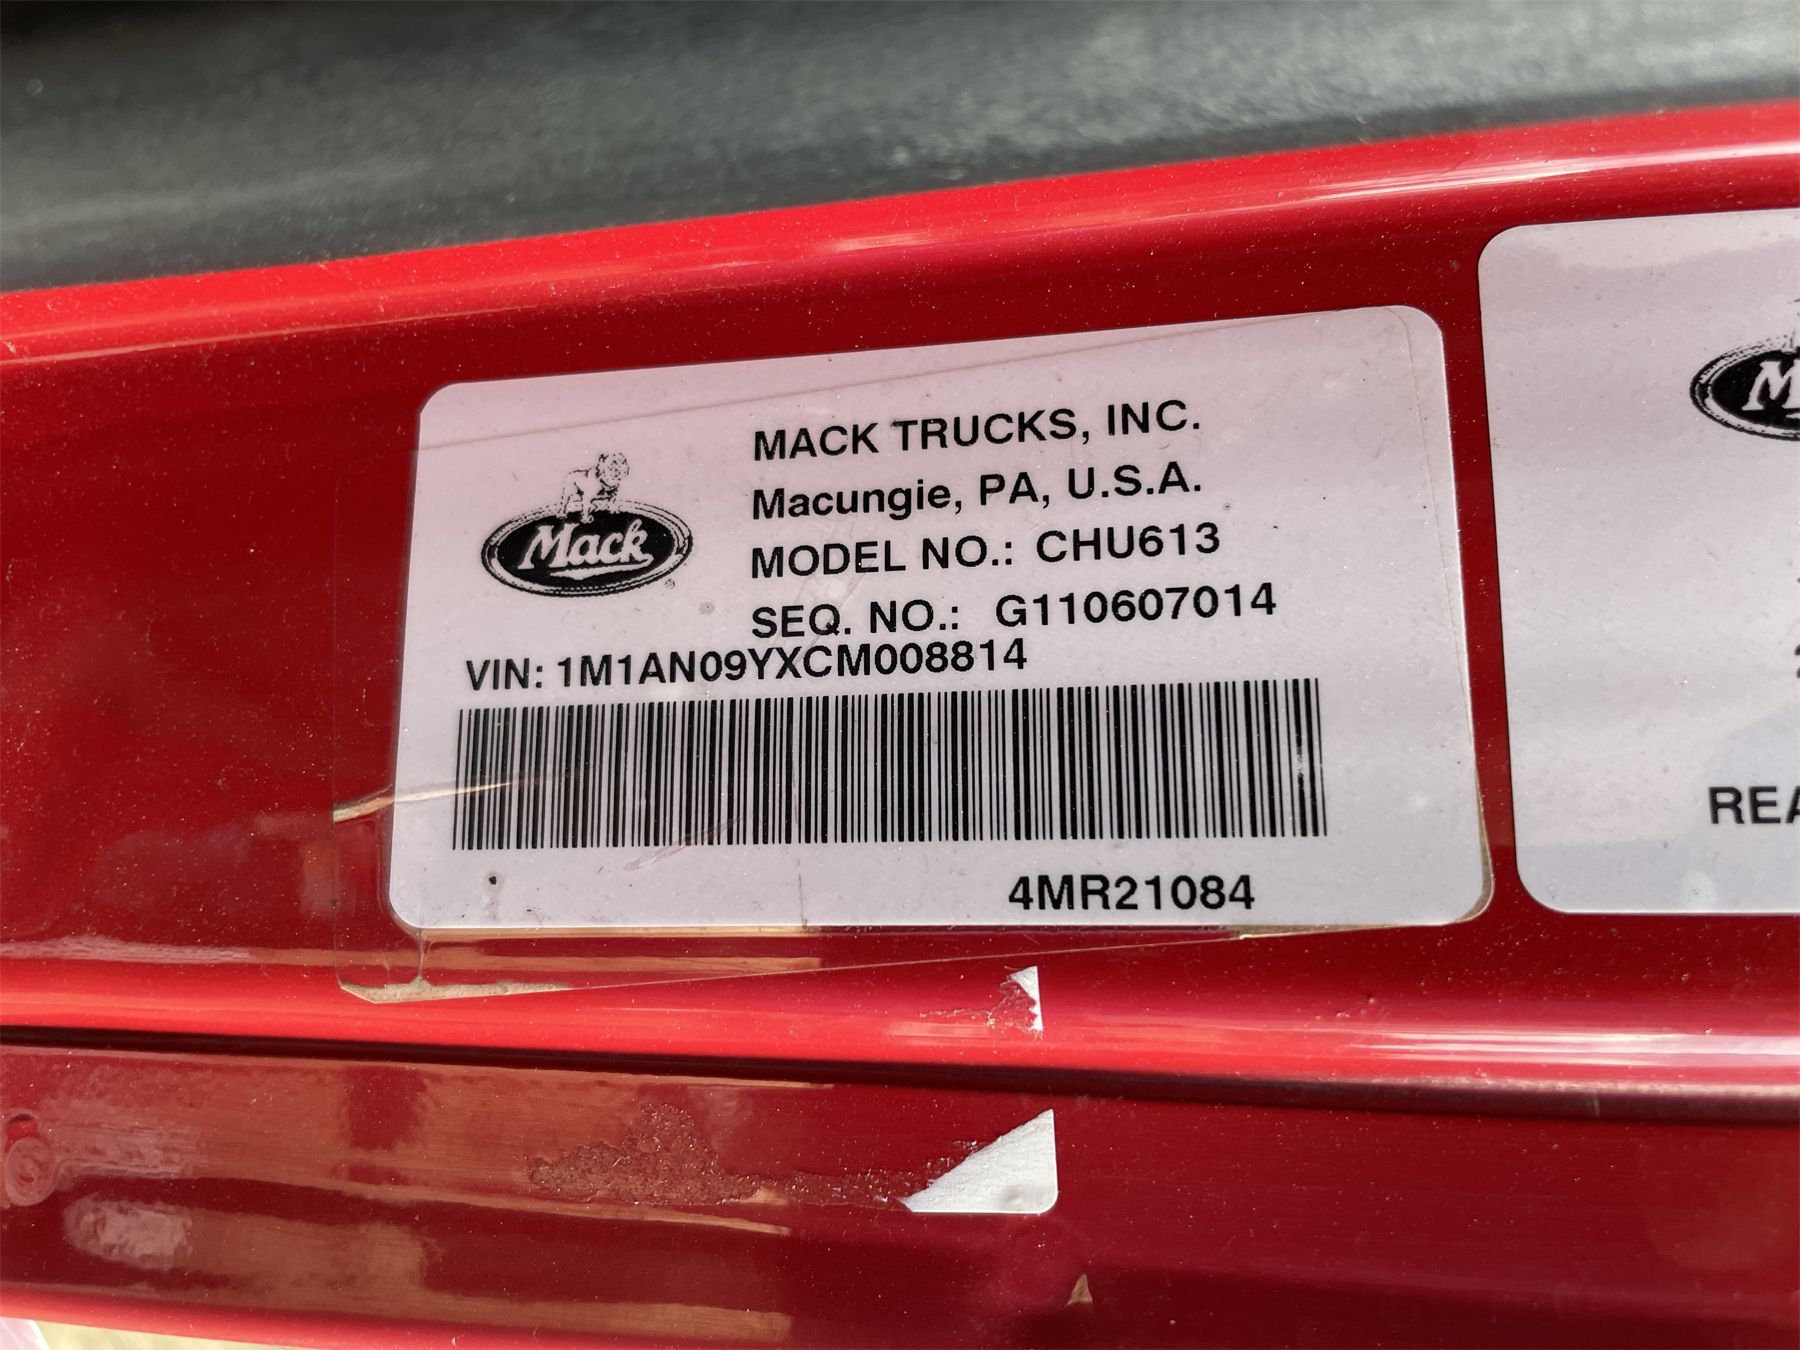 MACK TRUCKS, INC.
Macungie, PA, U.S.A.
Mack
®
MODEL NO.: CHU613
SEQ. NO.: G110607014
VIN: 1M1AN09YXCM008814
4MR21084
M
REA